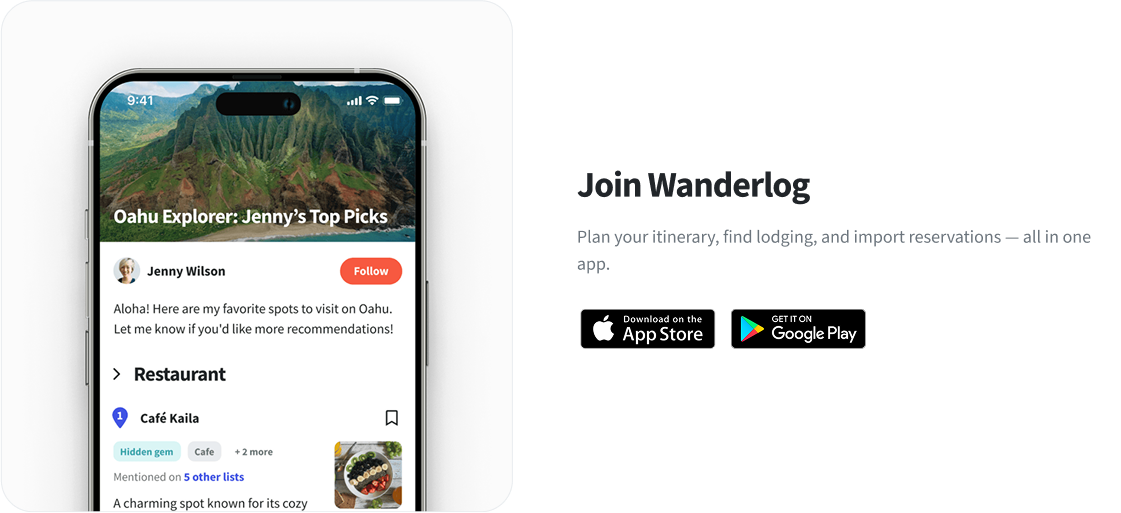 9:41
Oahu Explorer: Jenny's Top Picks
Jenny Wilson
Follow
Aloha! Here are my favorite spots to visit on Oahu.
Let me know if you'd like more recommendations!
Restaurant
1
Café Kaila
Hidden gem
Cafe
+ 2 more
Mentioned on 5 other lists
A charming spot known for its cozy
Join Wanderlog
Plan your itinerary, find lodging, and import reservations — all in one
app.
Download on the
App Store
GET IT ON
Google Play